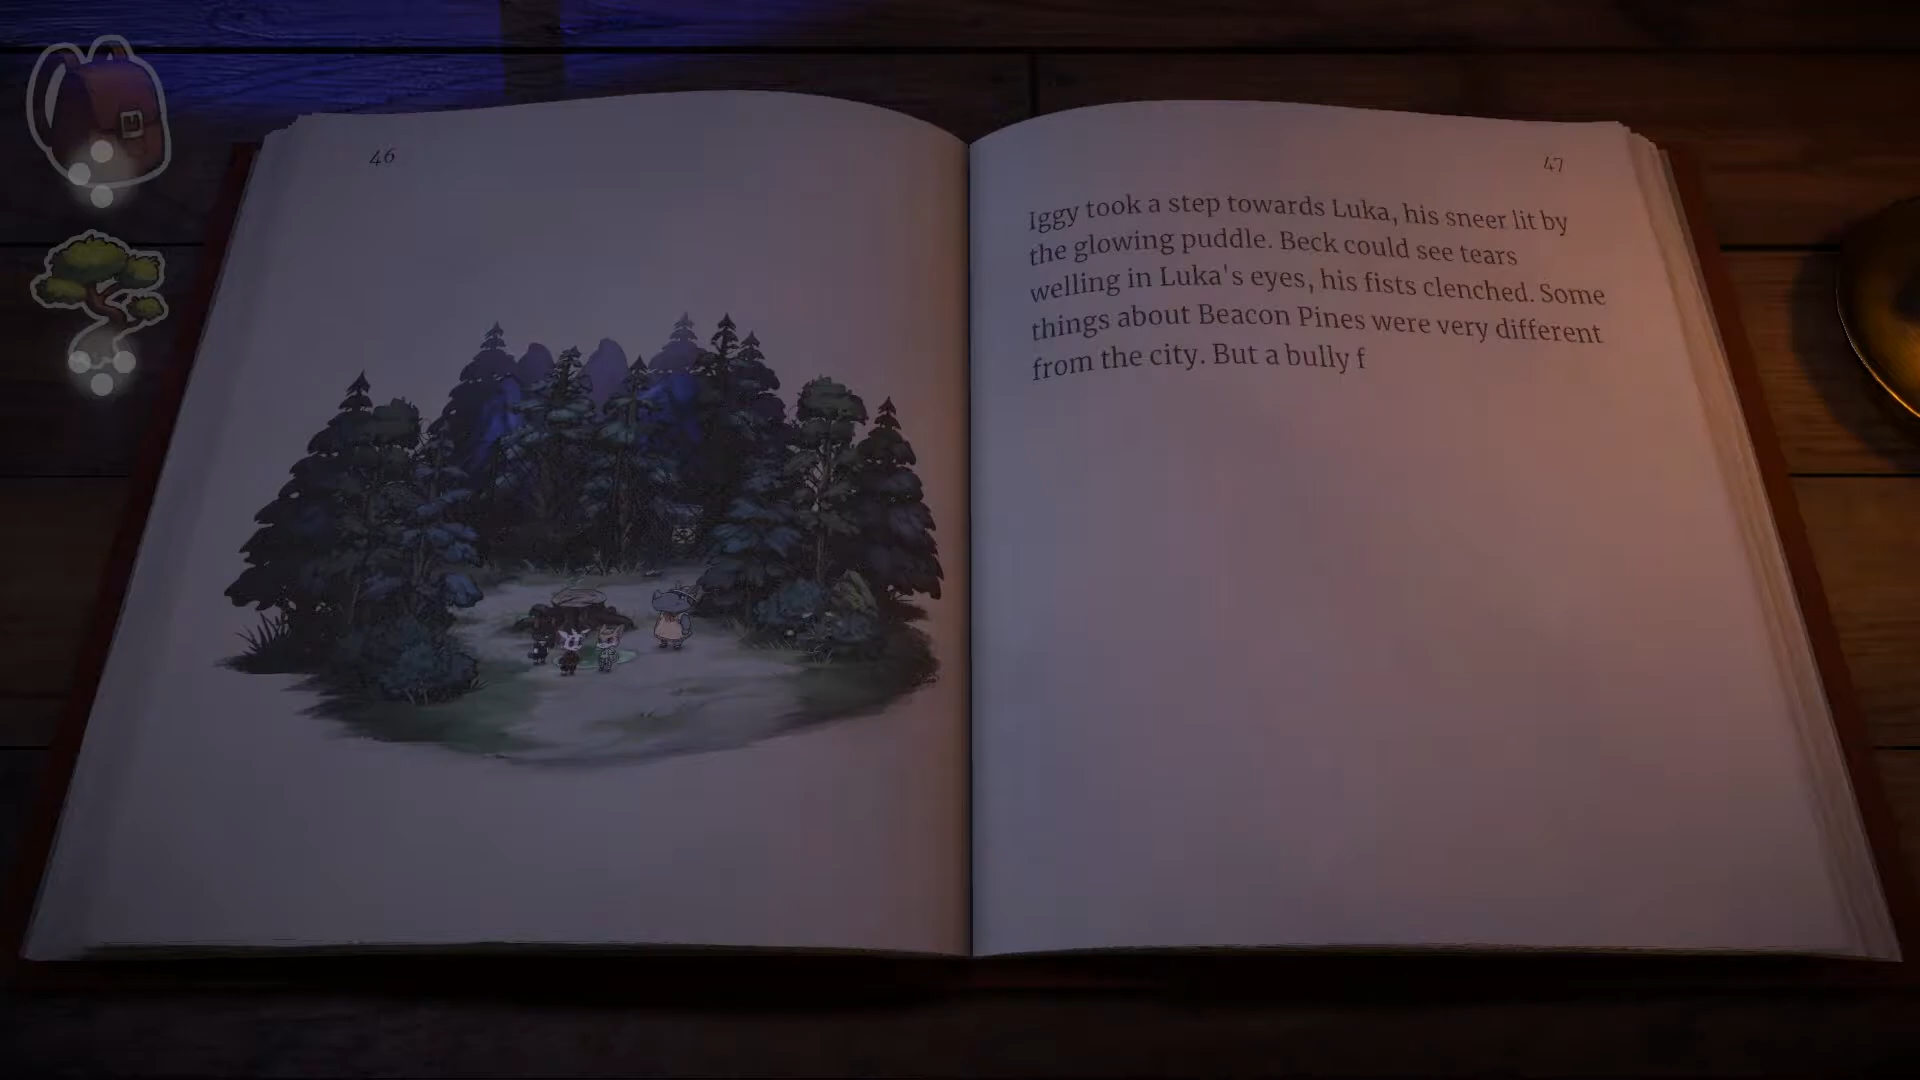 46
47
Iggy took a step towards Luka, his sneer lit by
the glowing puddle. Beck could see tears
welling in Luka's eyes, his fists clenched. Some
things about Beacon Pines were very different
from the city. But a bully f